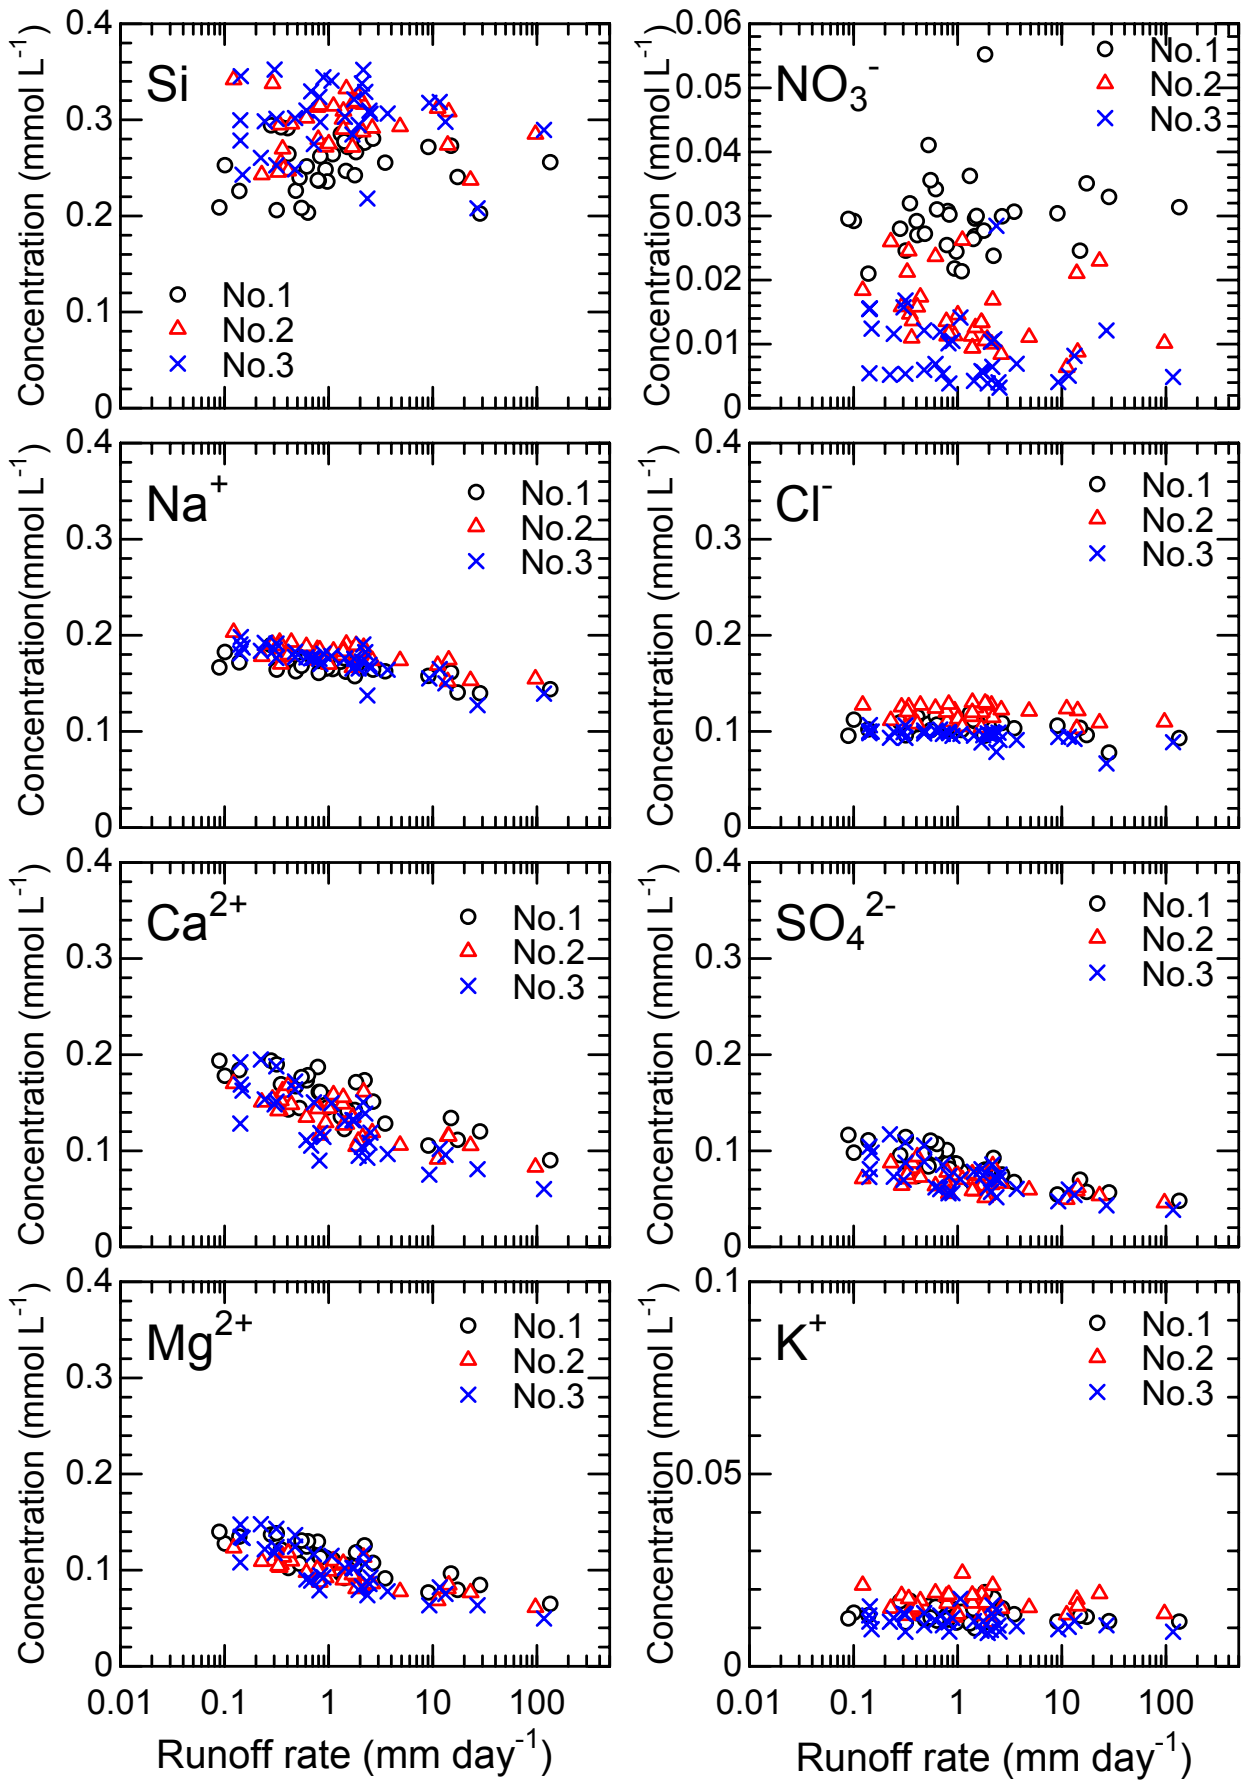 0.4
0.3
0.2
0.1
0
Concentration (mmol L⁻¹)
Si
No.1
No.2
No.3
0.06
0.05
0.04
0.03
0.02
0.01
0
Concentration (mmol L⁻¹)
NO₃⁻
No.1
No.2
No.3
0.4
0.3
0.2
0.1
0
Concentration(mmol L⁻¹)
Na⁺
No.1
No.2
No.3
0.4
0.3
0.2
0.1
0
Concentration (mmol L⁻¹)
Cl⁻
No.1
No.2
No.3
0.4
0.3
0.2
0.1
0
Concentration (mmol L⁻¹)
Ca²⁺
No.1
No.2
No.3
0.4
0.3
0.2
0.1
0
Concentration (mmol L⁻¹)
SO₄²⁻
No.1
No.2
No.3
0.4
0.3
0.2
0.1
0
Concentration (mmol L⁻¹)
Mg²⁺
No.1
No.2
No.3
0.01 0.1 1 10 100
Runoff rate (mm day⁻¹)
0.1
0.05
0
Concentration (mmol L⁻¹)
K⁺
No.1
No.2
No.3
0.01 0.1 1 10 100
Runoff rate (mm day⁻¹)